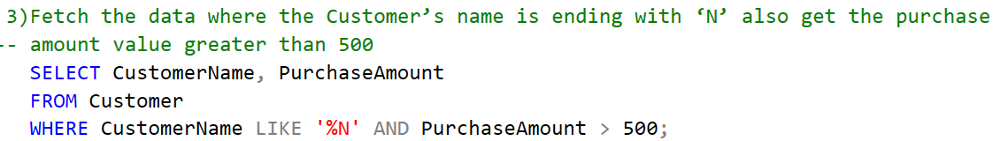 3)Fetch the data where the Customer’s name is ending with ‘N’ also get the purchase
-- amount value greater than 500
SELECT CustomerName, PurchaseAmount
FROM Customer
WHERE CustomerName LIKE '%N' AND PurchaseAmount > 500;